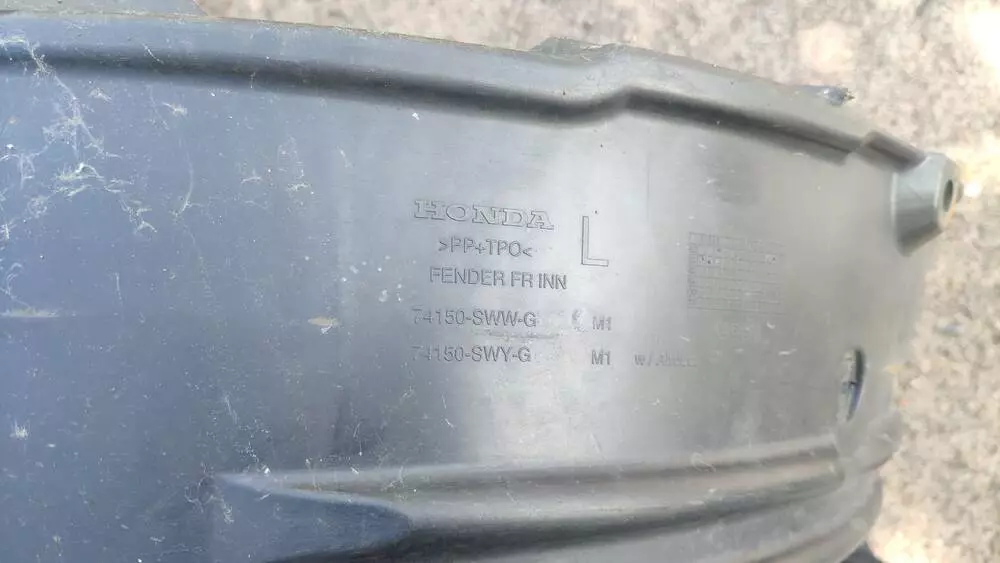 HONDA L
>PP+TPO<
FENDER FR INN
74150-SWW-G M1
74150-SWY-G M1 w/